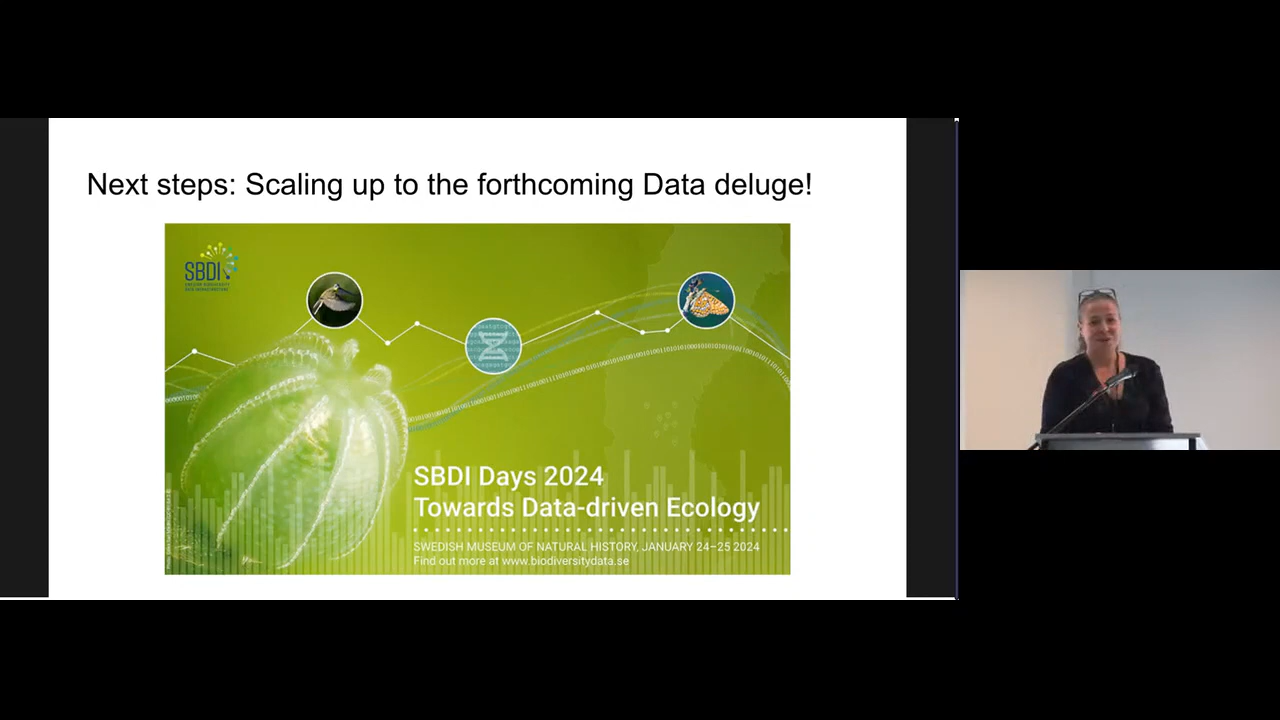 Next steps: Scaling up to the forthcoming Data deluge!
SBDI
SBDI Days 2024
Towards Data-driven Ecology
SWEDISH MUSEUM OF NATURAL HISTORY, JANUARY 24–25 2024
Find out more at www.biodiversitydata.se